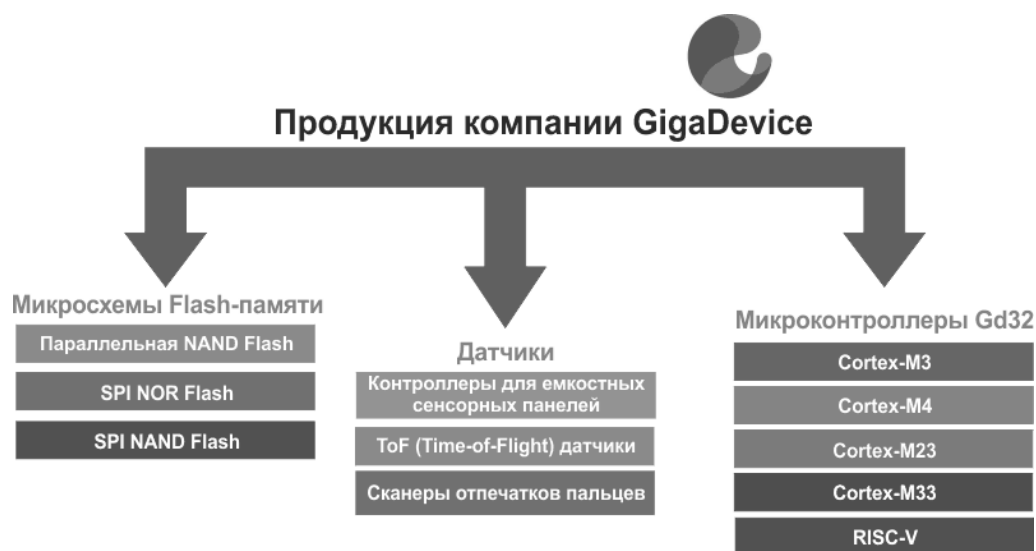 Продукция компании GigaDevice
Микросхемы Flash-памяти
Параллельная NAND Flash
SPI NOR Flash
SPI NAND Flash
Датчики
Контроллеры для емкостных
сенсорных панелей
ToF (Time-of-Flight) датчики
Сканеры отпечатков пальцев
Микроконтроллеры Gd32
Cortex-M3
Cortex-M4
Cortex-M23
Cortex-M33
RISC-V